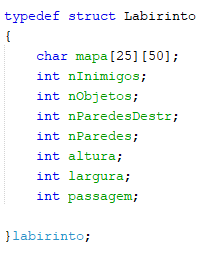 typedef struct Labirinto
{
char mapa[25][50];
int nInimigos;
int nObjetos;
int nParedesDestr;
int nParedes;
int altura;
int largura;
int passagem;
}labirinto;